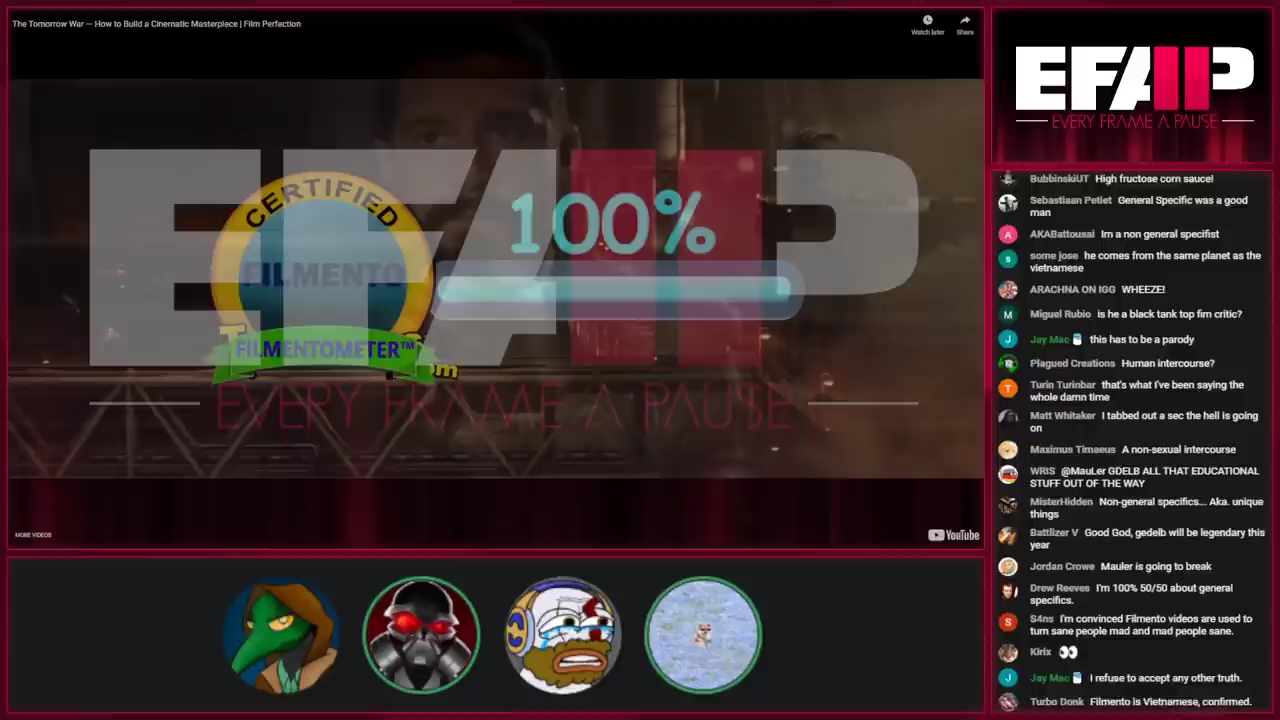 The Tomorrow War — How to Build a Cinematic Masterpiece | Film Perfection
Watch later
Share
EFAP
EVERY FRAME A PAUSE
CERTIFIED
FILMENTO
FILMENTOMETER™
100%
EFAP
EVERY FRAME A PAUSE
MORE VIDEOS
YouTube
EFAP
EVERY FRAME A PAUSE
BubbinskiUT High fructose corn sauce!
Sebastiaan Petiet General Specific was a good
man
AKABattousai Im a non general specifist
some jose he comes from the same planet as the
vietnamese
ARACHNA ON IGG WHEEZE!
Miguel Rubio is he a black tank top fim critic?
Jay Mac this has to be a parody
Plagued Creations Human intercourse?
Turin Turinbar that's what I've been saying the
whole damn time
Matt Whitaker I tabbed out a sec the hell is going
on
Maximus Timaeus A non-sexual intercourse
WRIS @MauLer GDELB ALL THAT EDUCATIONAL
STUFF OUT OF THE WAY
MisterHidden Non-general specifics... Aka. unique
things
Battlizer V Good God, gedelb will be legendary this
year
Jordan Crowe Mauler is going to break
Drew Reeves I'm 100% 50/50 about general
specifics.
S4ns I'm convinced Filmento videos are used to
turn sane people mad and mad people sane.
Kirix 👀
Jay Mac I refuse to accept any other truth.
Turbo Donk Filmento is Vietnamese, confirmed.